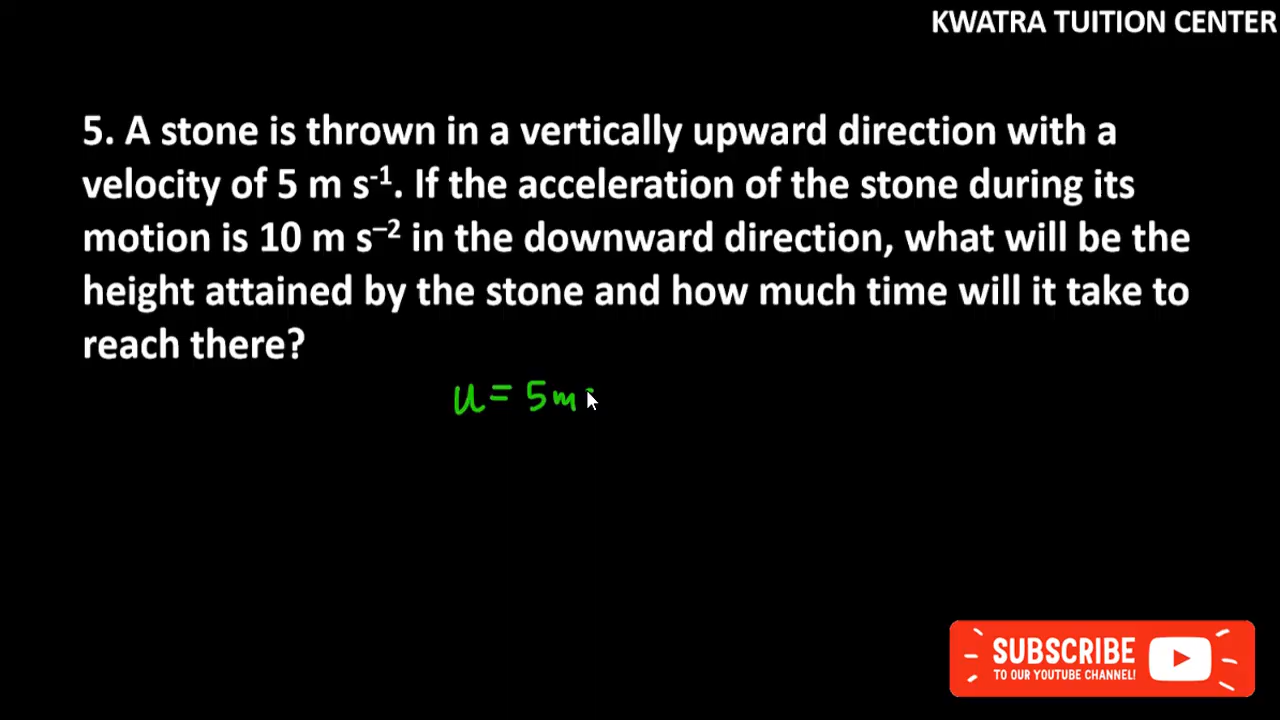 KWATRA TUITION CENTER
5. A stone is thrown in a vertically upward direction with a
velocity of 5 m s⁻¹. If the acceleration of the stone during its
motion is 10 m s⁻² in the downward direction, what will be the
height attained by the stone and how much time will it take to
reach there?
u = 5m
SUBSCRIBE
TO OUR YOUTUBE CHANNEL!